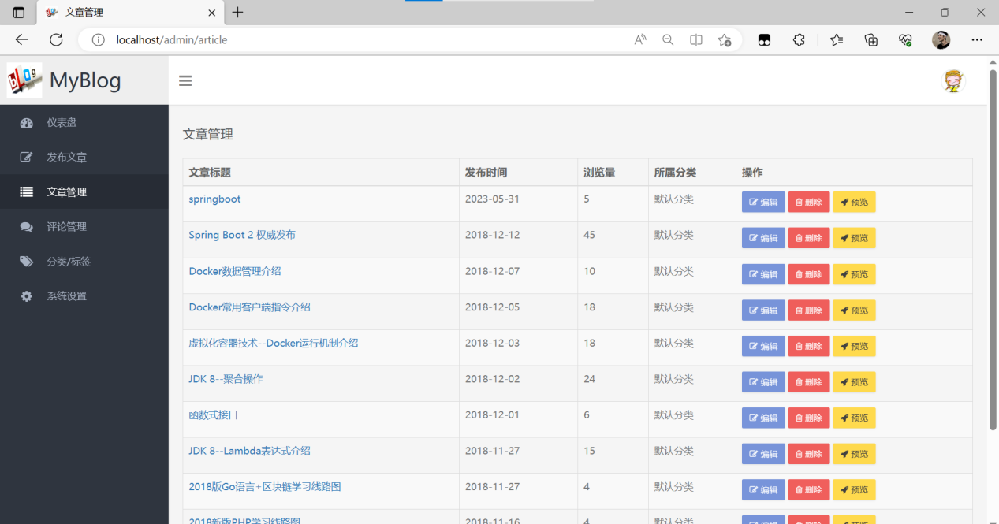 文章管理
localhost/admin/article
Blog MyBlog
仪表盘
发布文章
文章管理
评论管理
分类/标签
系统设置
文章管理
文章标题 发布时间 浏览量 所属分类 操作
springboot 2023-05-31 5 默认分类 编辑 删除 预览
Spring Boot 2 权威发布 2018-12-12 45 默认分类 编辑 删除 预览
Docker数据管理介绍 2018-12-07 10 默认分类 编辑 删除 预览
Docker常用客户端指令介绍 2018-12-05 18 默认分类 编辑 删除 预览
虚拟化容器技术--Docker运行机制介绍 2018-12-03 18 默认分类 编辑 删除 预览
JDK 8--聚合操作 2018-12-02 24 默认分类 编辑 删除 预览
函数式接口 2018-12-01 6 默认分类 编辑 删除 预览
JDK 8--Lambda表达式介绍 2018-11-27 15 默认分类 编辑 删除 预览
2018版Go语言+区块链学习线路图 2018-11-27 4 默认分类 编辑 删除 预览
2018新版PHP学习线路图 2018-11-16 4 默认分类 编辑 删除 预览